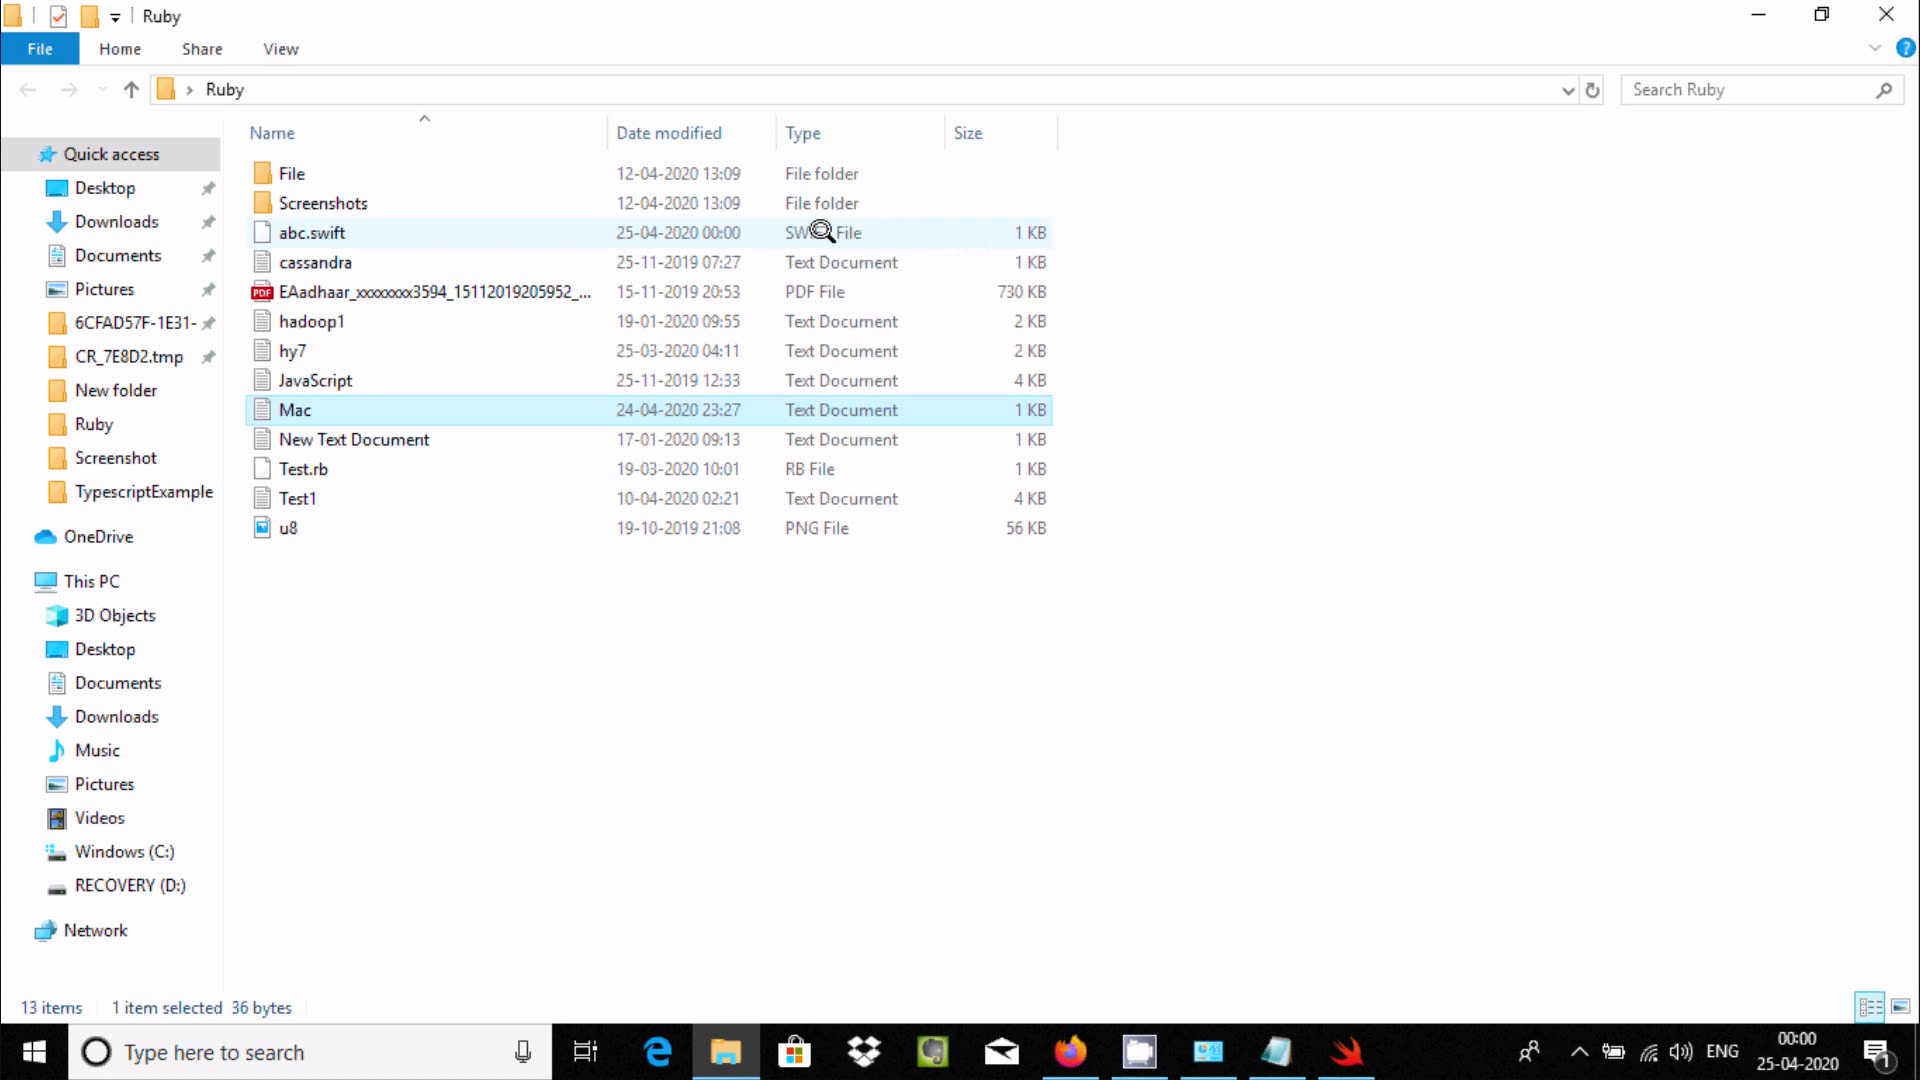 Ruby
File Home Share View
Ruby
Search Ruby
Name Date modified Type Size
File 12-04-2020 13:09 File folder
Screenshots 12-04-2020 13:09 File folder
abc.swift 25-04-2020 00:00 File 1 KB
cassandra 25-11-2019 07:27 Text Document 1 KB
EAadhaar_xxxxxxxx3594_15112019205952_... 15-11-2019 20:53 PDF File 730 KB
hadoop1 19-01-2020 09:55 Text Document 2 KB
hy7 25-03-2020 04:11 Text Document 2 KB
JavaScript 25-11-2019 12:33 Text Document 4 KB
Mac 24-04-2020 23:27 Text Document 1 KB
New Text Document 17-01-2020 09:13 Text Document 1 KB
Test.rb 19-03-2020 10:01 RB File 1 KB
Test1 10-04-2020 02:21 Text Document 4 KB
u8 19-10-2019 21:08 PNG File 56 KB
Quick access
Desktop
Downloads
Documents
Pictures
6CFAD57F-1E31-
CR_7E8D2.tmp
New folder
Ruby
Screenshot
TypescriptExample
OneDrive
This PC
3D Objects
Desktop
Documents
Downloads
Music
Pictures
Videos
Windows (C:)
RECOVERY (D:)
Network
13 items 1 item selected 36 bytes
Type here to search
ENG
00:00
25-04-2020
1